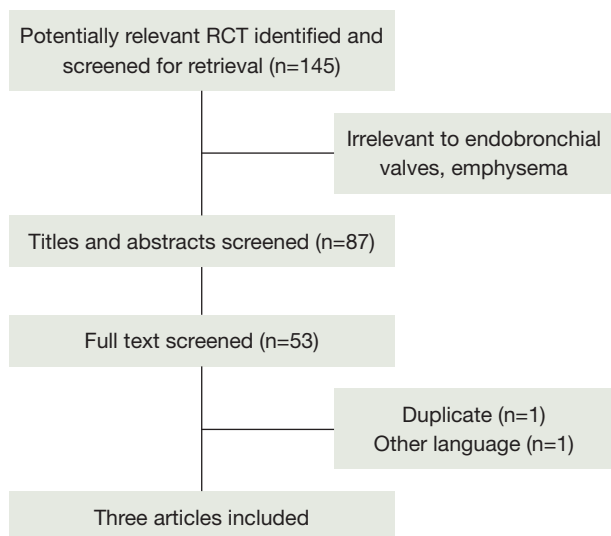 Potentially relevant RCT identified and
screened for retrieval (n=145)
Irrelevant to endobronchial
valves, emphysema
Titles and abstracts screened (n=87)
Full text screened (n=53)
Duplicate (n=1)
Other language (n=1)
Three articles included